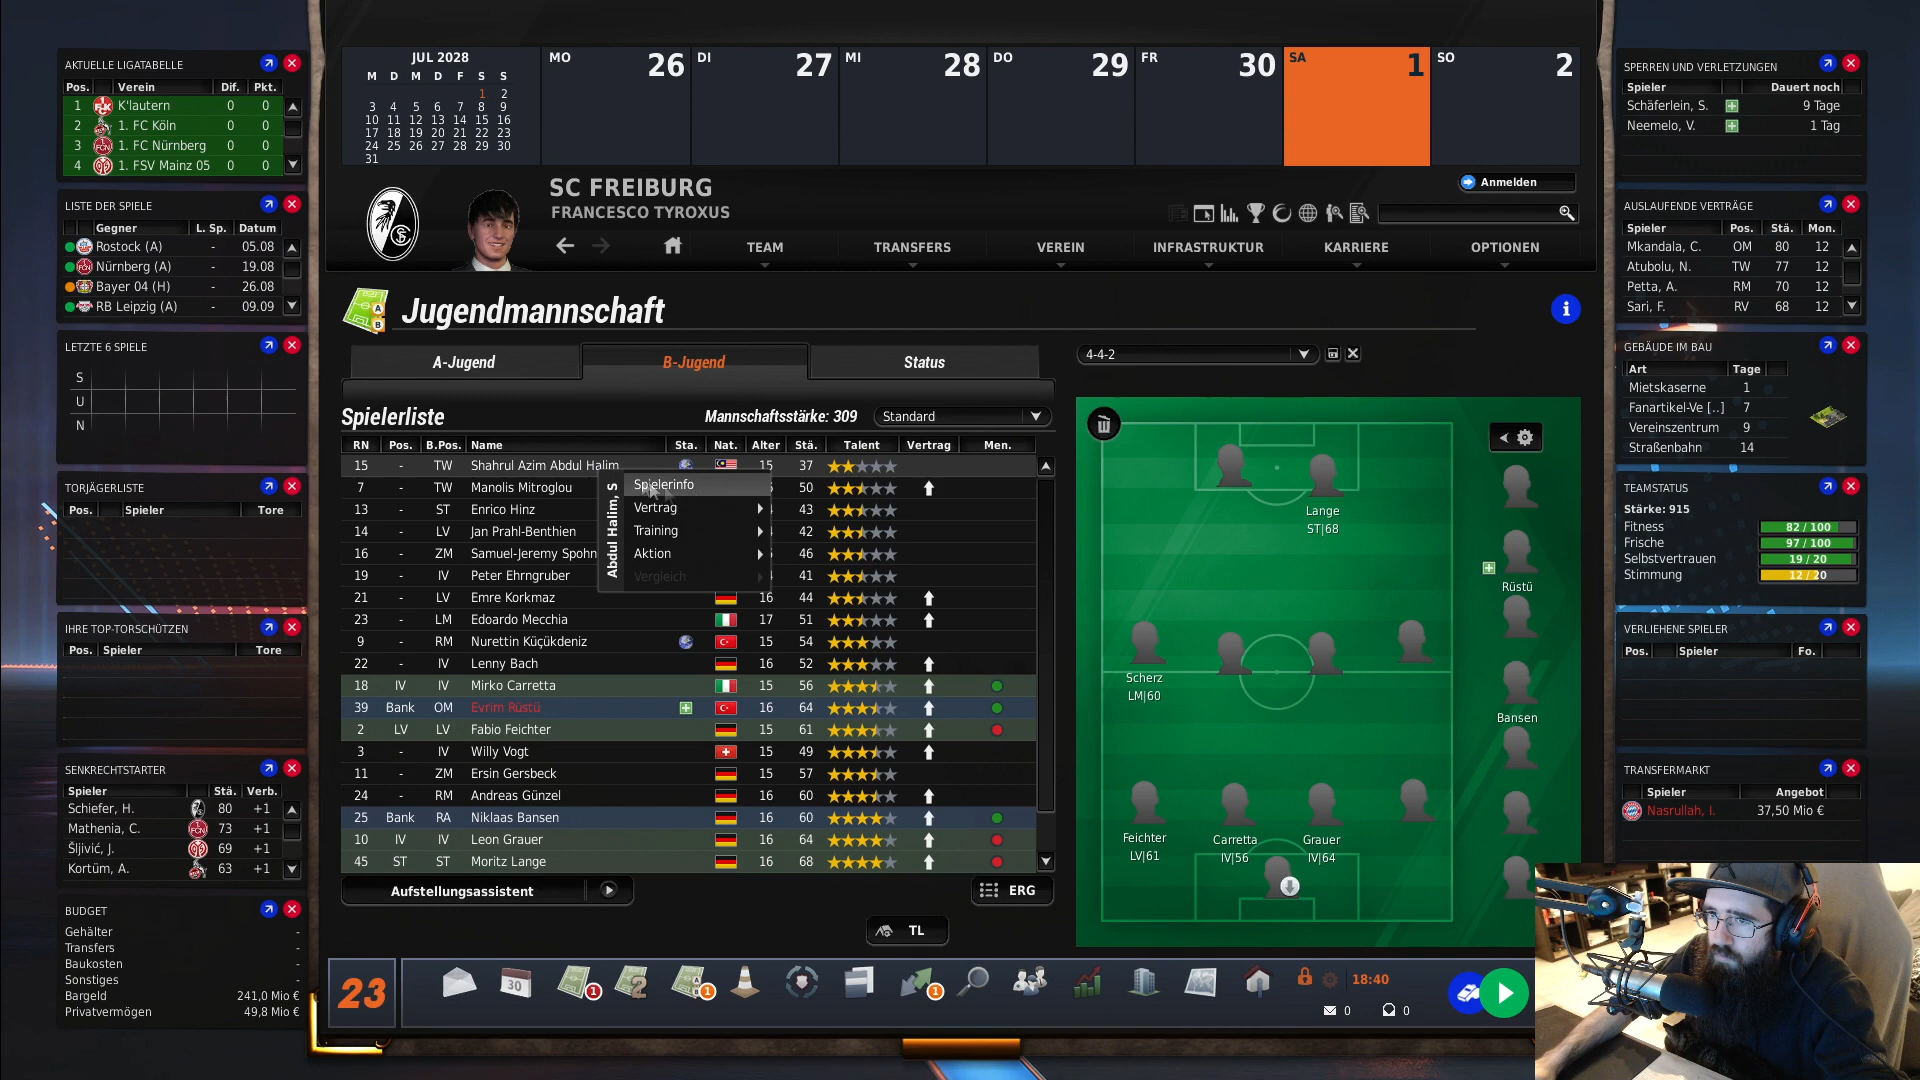 AKTUELLE LIGATABELLE
Pos. Verein Dif. Pkt.
1 K'lautern 0 0
2 1. FC Köln 0 0
3 1. FC Nürnberg 0 0
4 1. FSV Mainz 05 0 0
LISTE DER SPIELE
Gegner L. Sp. Datum
Rostock (A) - 05.08
Nürnberg (A) - 19.08
Bayer 04 (H) - 26.08
RB Leipzig (A) - 09.09
LETZTE 6 SPIELE
S
U
N
TORJÄGERLISTE
Pos. Spieler Tore
IHRE TOP-TORSCHÜTZEN
Pos. Spieler Tore
SENKRECHTSTARTER
Spieler Stä. Verb.
Schiefer, H. 80 +1
Mathenia, C. 73 +1
Šljivić, J. 69 +1
Kortüm, A. 63 +1
BUDGET
Gehälter -
Transfers -
Baukosten -
Sonstiges -
Bargeld 241,0 Mio €
Privatvermögen 49,8 Mio €
JUL 2028
M D M D F S S
1 2
3 4 5 6 7 8 9
10 11 12 13 14 15 16
17 18 19 20 21 22 23
24 25 26 27 28 29 30
31
MO 26 DI 27 MI 28 DO 29 FR 30 SA 1 SO 2
SC FREIBURG
FRANCESCO TYROXUS
Anmelden
TEAM TRANSFERS VEREIN INFRASTRUKTUR KARRIERE OPTIONEN
Jugendmannschaft
A-Jugend B-Jugend Status
4-4-2
Spielerliste Mannschaftsstärke: 309 Standard
RN Pos. B.Pos. Name Sta. Nat. Alter Stä. Talent Vertrag Men.
15 - TW Shahrul Azim Abdul Halim 15 37
7 - TW Manolis Mitroglou 50
13 - ST Enrico Hinz 43
14 - LV Jan Prahl-Benthien 42
16 - ZM Samuel-Jeremy Spohn 46
19 - IV Peter Ehrngruber 41
21 - LV Emre Korkmaz 16 44
23 - LM Edoardo Mecchia 17 51
9 - RM Nurettin Küçükdeniz 15 54
22 - IV Lenny Bach 16 52
18 IV IV Mirko Carretta 15 56
39 Bank OM Evrim Rüstü 16 64
2 LV LV Fabio Feichter 15 61
3 - IV Willy Vogt 15 49
11 - ZM Ersin Gersbeck 15 57
24 - RM Andreas Günzel 16 60
25 Bank RA Niklaas Bansen 16 60
10 IV IV Leon Grauer 16 64
45 ST ST Moritz Lange 16 68
Abdul Halim, S
Spielerinfo
Vertrag
Training
Aktion
Vergleich
Aufstellungsassistent
ERG
TL
Lange
ST|68
Rüstü
Scherz
LM|60
Bansen
Feichter
LV|61
Carretta
IV|56
Grauer
IV|64
23
30
1
2
1
1
18:40
0 0
SPERREN UND VERLETZUNGEN
Spieler Dauert noch
Schäferlein, S. 9 Tage
Neemelo, V. 1 Tag
AUSLAUFENDE VERTRÄGE
Spieler Pos. Stä. Mon.
Mkandala, C. OM 80 12
Atubolu, N. TW 77 12
Petta, A. RM 70 12
Sari, F. RV 68 12
GEBÄUDE IM BAU
Art Tage
Mietskaserne 1
Fanartikel-Ve [..] 7
Vereinszentrum 9
Straßenbahn 14
TEAMSTATUS
Stärke: 915
Fitness 82 / 100
Frische 97 / 100
Selbstvertrauen 19 / 20
Stimmung 12 / 20
VERLIEHENE SPIELER
Pos. Spieler Fo.
TRANSFERMARKT
Spieler Angebot
Nasrullah, I. 37,50 Mio €